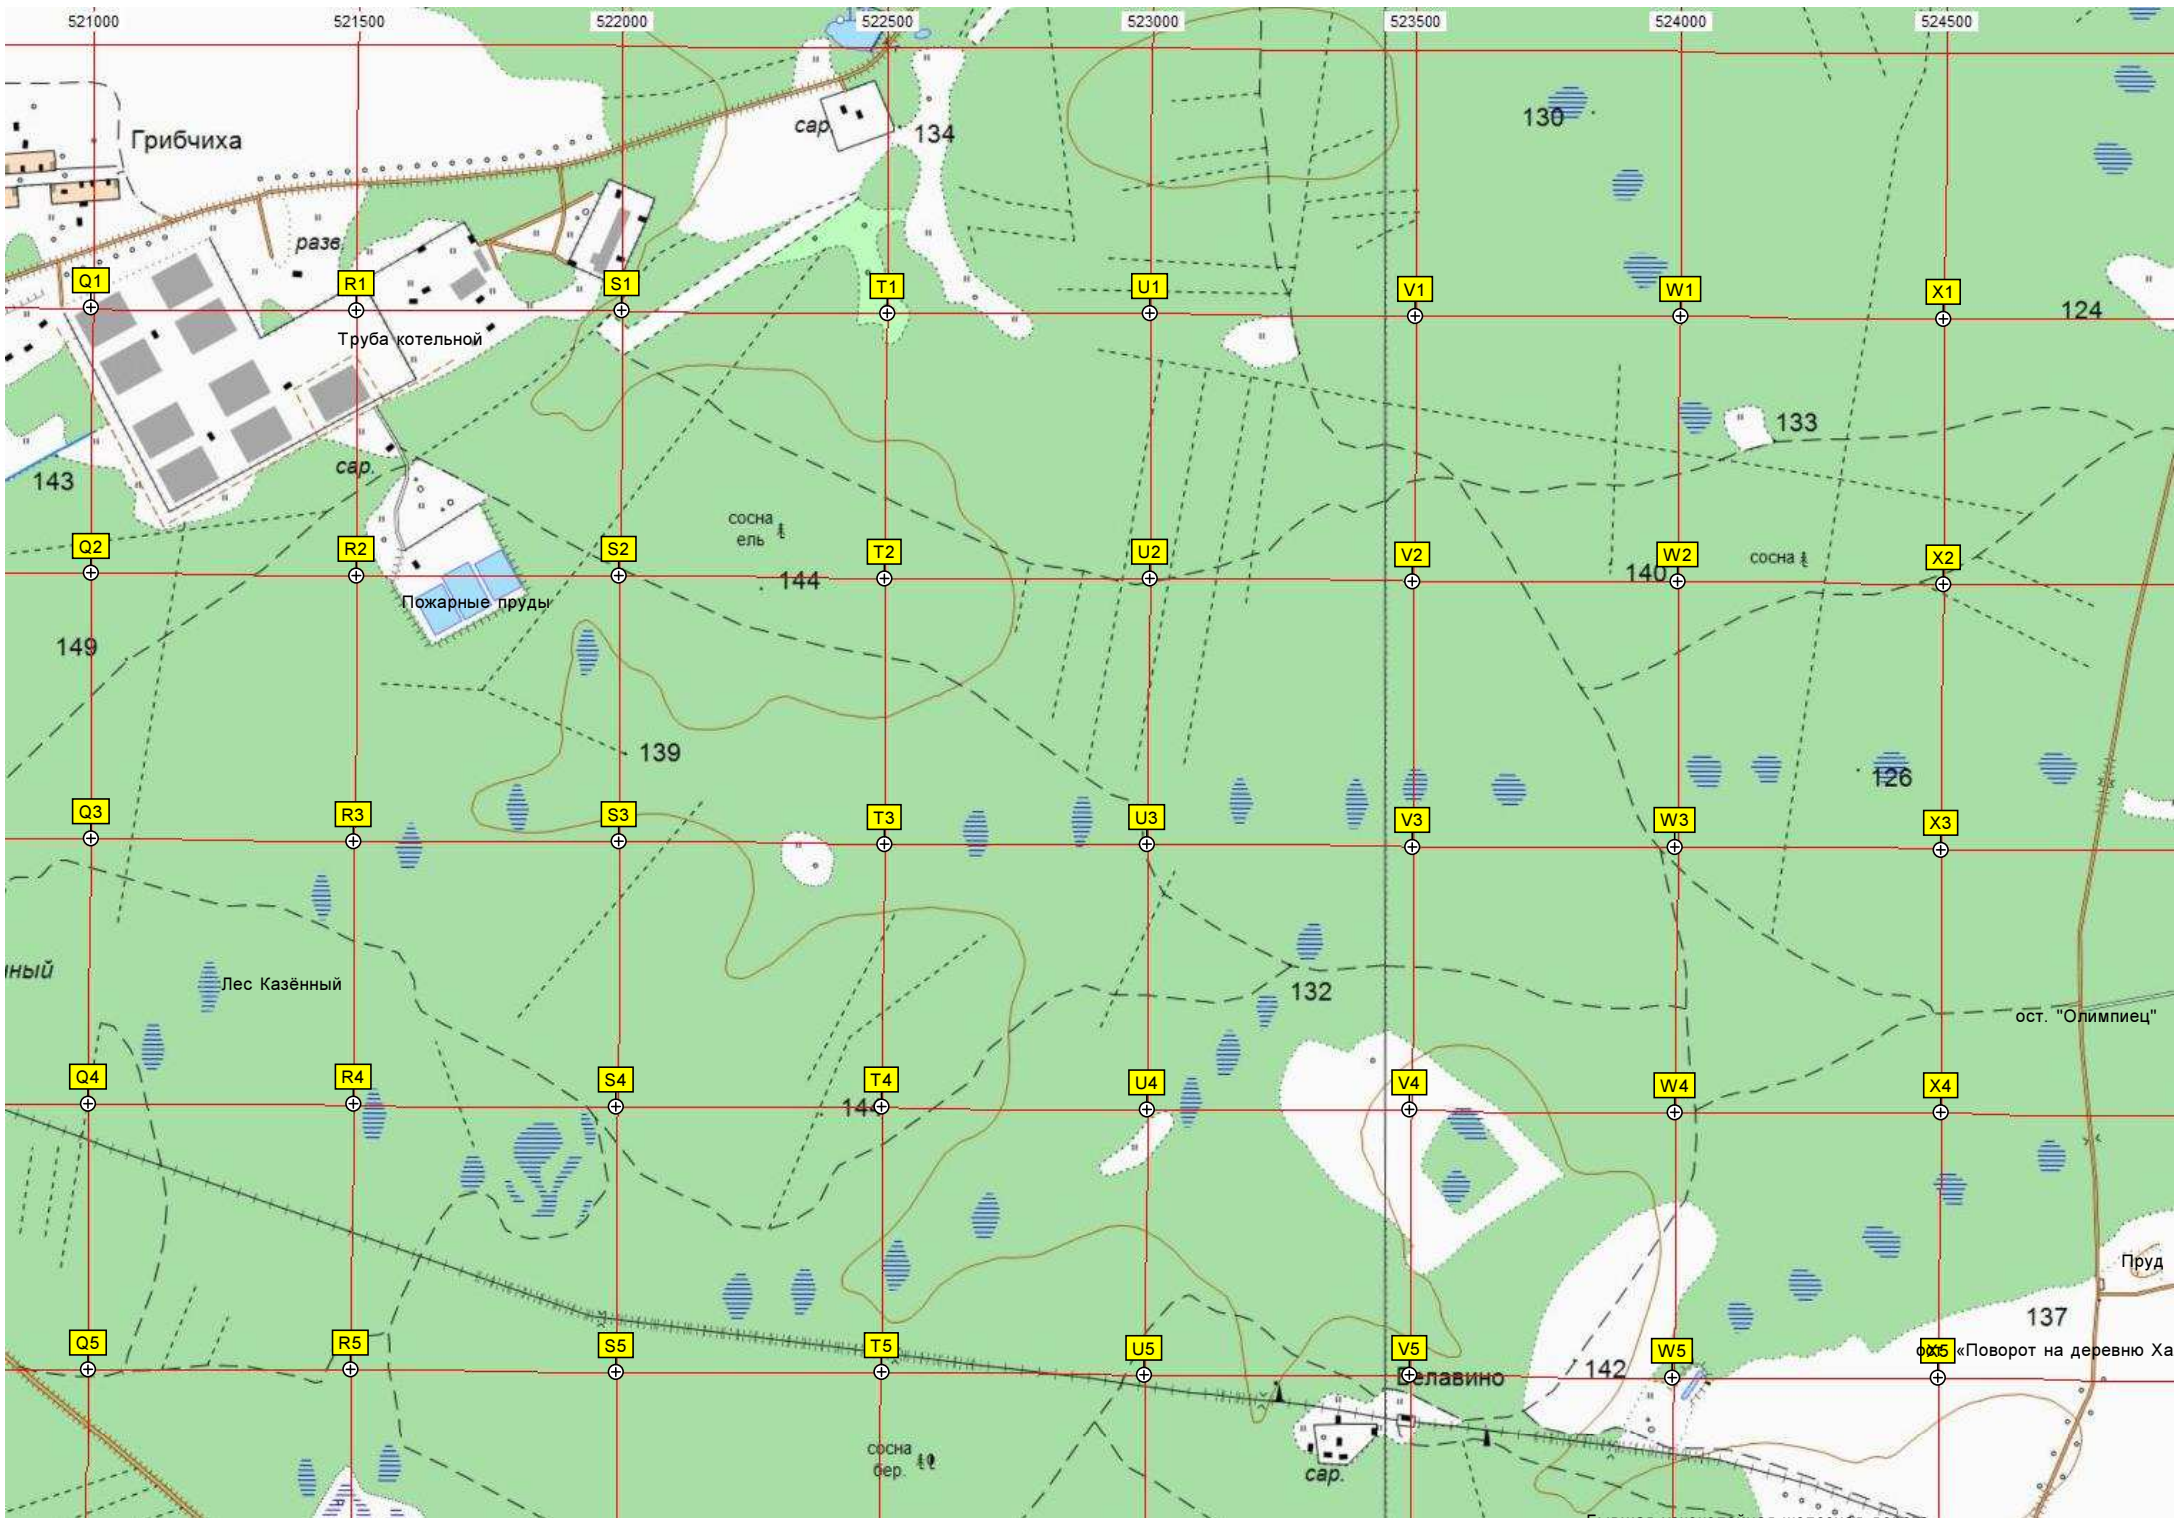 521000 521500 522000 522500 523000 523500 524000 524500
130
сар.
134
Грибчиха
разв.
Q1 R1 S1 T1 U1 V1 W1 X1
124
Труба котельной
133
сар.
143
сосна
ель
Q2 R2 S2 T2 U2 V2 W2 X2
сосна
140
144
Пожарные пруды
149
139
126
Q3 R3 S3 T3 U3 V3 W3 X3
нный
Лес Казённый
132
ост. "Олимпиец"
Q4 R4 S4 T4 U4 V4 W4 X4
144
Пруд
137
Q5 R5 S5 T5 U5 V5 W5 X5
«Поворот на деревню Ха
142
Белавино
сосна
бер.
сар.